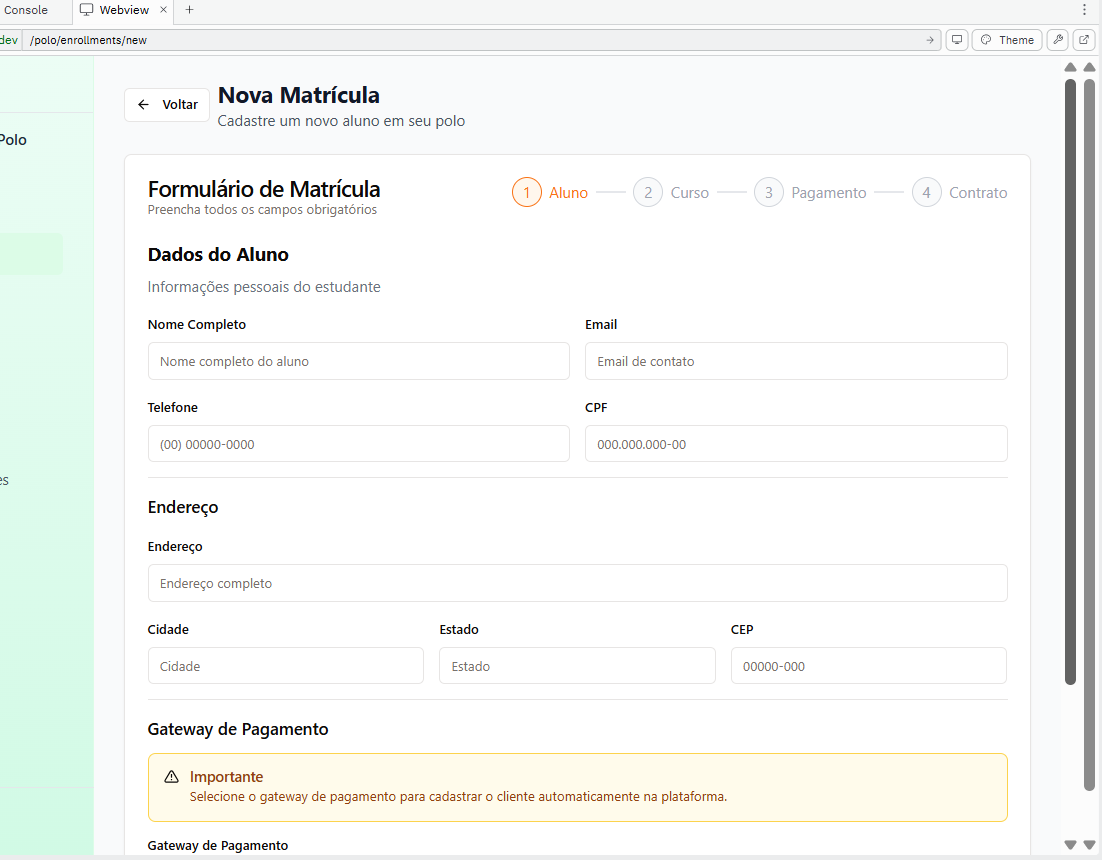 Console
Webview
dev
/polo/enrollments/new
Theme
Polo
es
Voltar
Nova Matrícula
Cadastre um novo aluno em seu polo
Formulário de Matrícula
Preencha todos os campos obrigatórios
1 Aluno
2 Curso
3 Pagamento
4 Contrato
Dados do Aluno
Informações pessoais do estudante
Nome Completo
Email
Nome completo do aluno
Email de contato
Telefone
CPF
(00) 00000-0000
000.000.000-00
Endereço
Endereço
Endereço completo
Cidade
Estado
CEP
Cidade
Estado
00000-000
Gateway de Pagamento
Importante
Selecione o gateway de pagamento para cadastrar o cliente automaticamente na plataforma.
Gateway de Pagamento